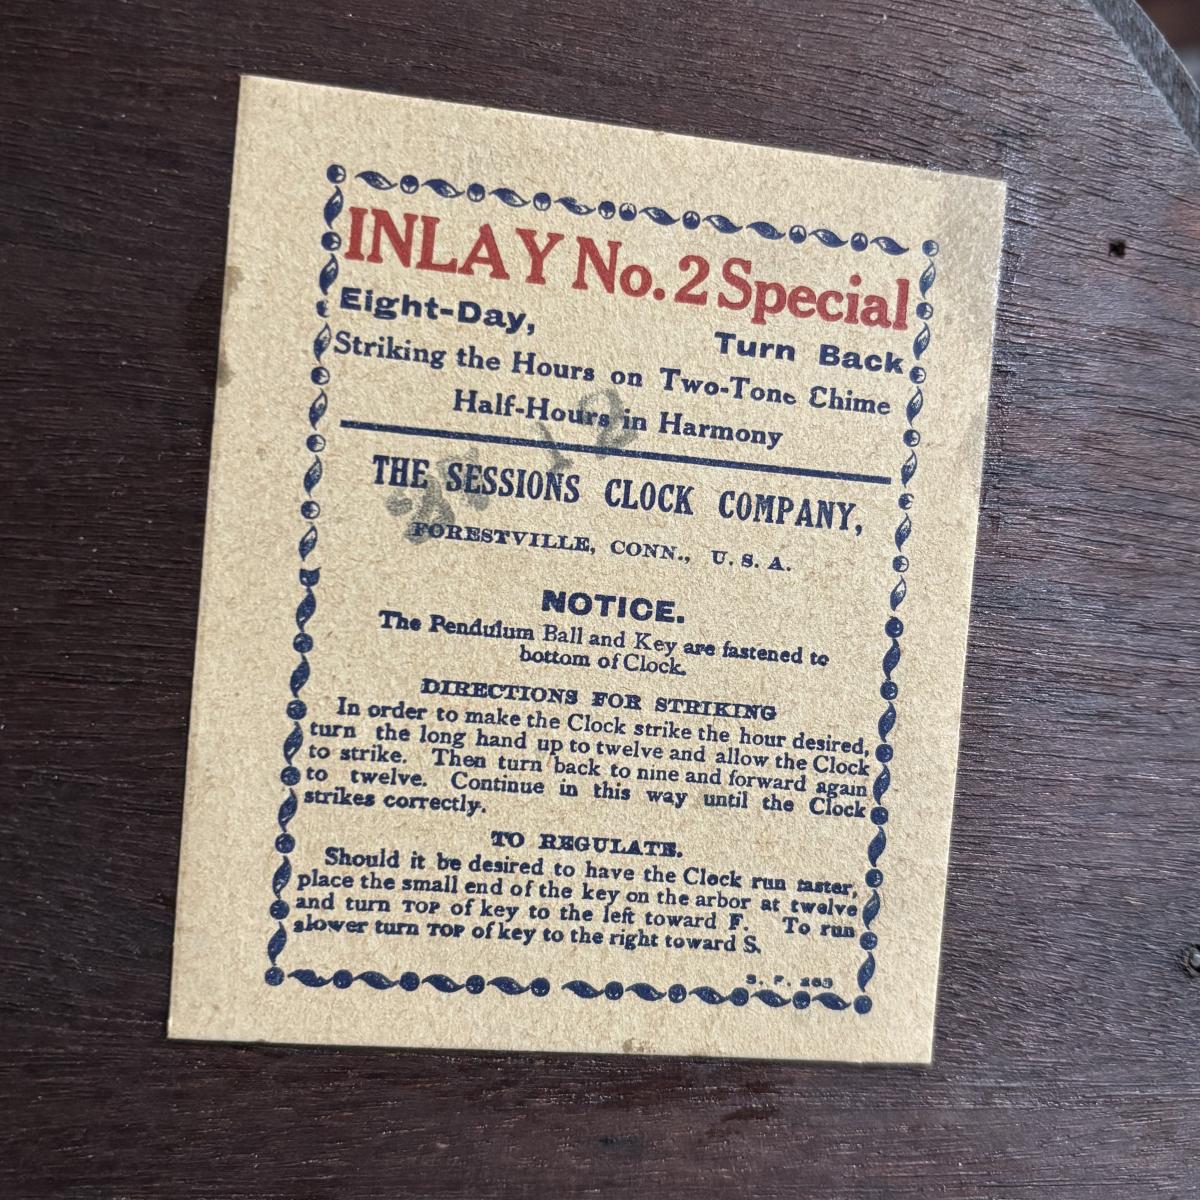 INLAY No. 2 Special
Eight-Day, Turn Back
Striking the Hours on Two-Tone Chime
Half-Hours in Harmony
THE SESSIONS CLOCK COMPANY,
FORESTVILLE, CONN., U. S. A.
NOTICE.
The Pendulum Ball and Key are fastened to
bottom of Clock.
DIRECTIONS FOR STRIKING
In order to make the Clock strike the hour desired,
turn the long hand up to twelve and allow the Clock
to strike. Then turn back to nine and forward again
to twelve. Continue in this way until the Clock
strikes correctly.
TO REGULATE.
Should it be desired to have the Clock run faster,
place the small end of the key on the arbor at twelve
and turn TOP of key to the left toward F. To run
slower turn TOP of key to the right toward S.
S. F. 263